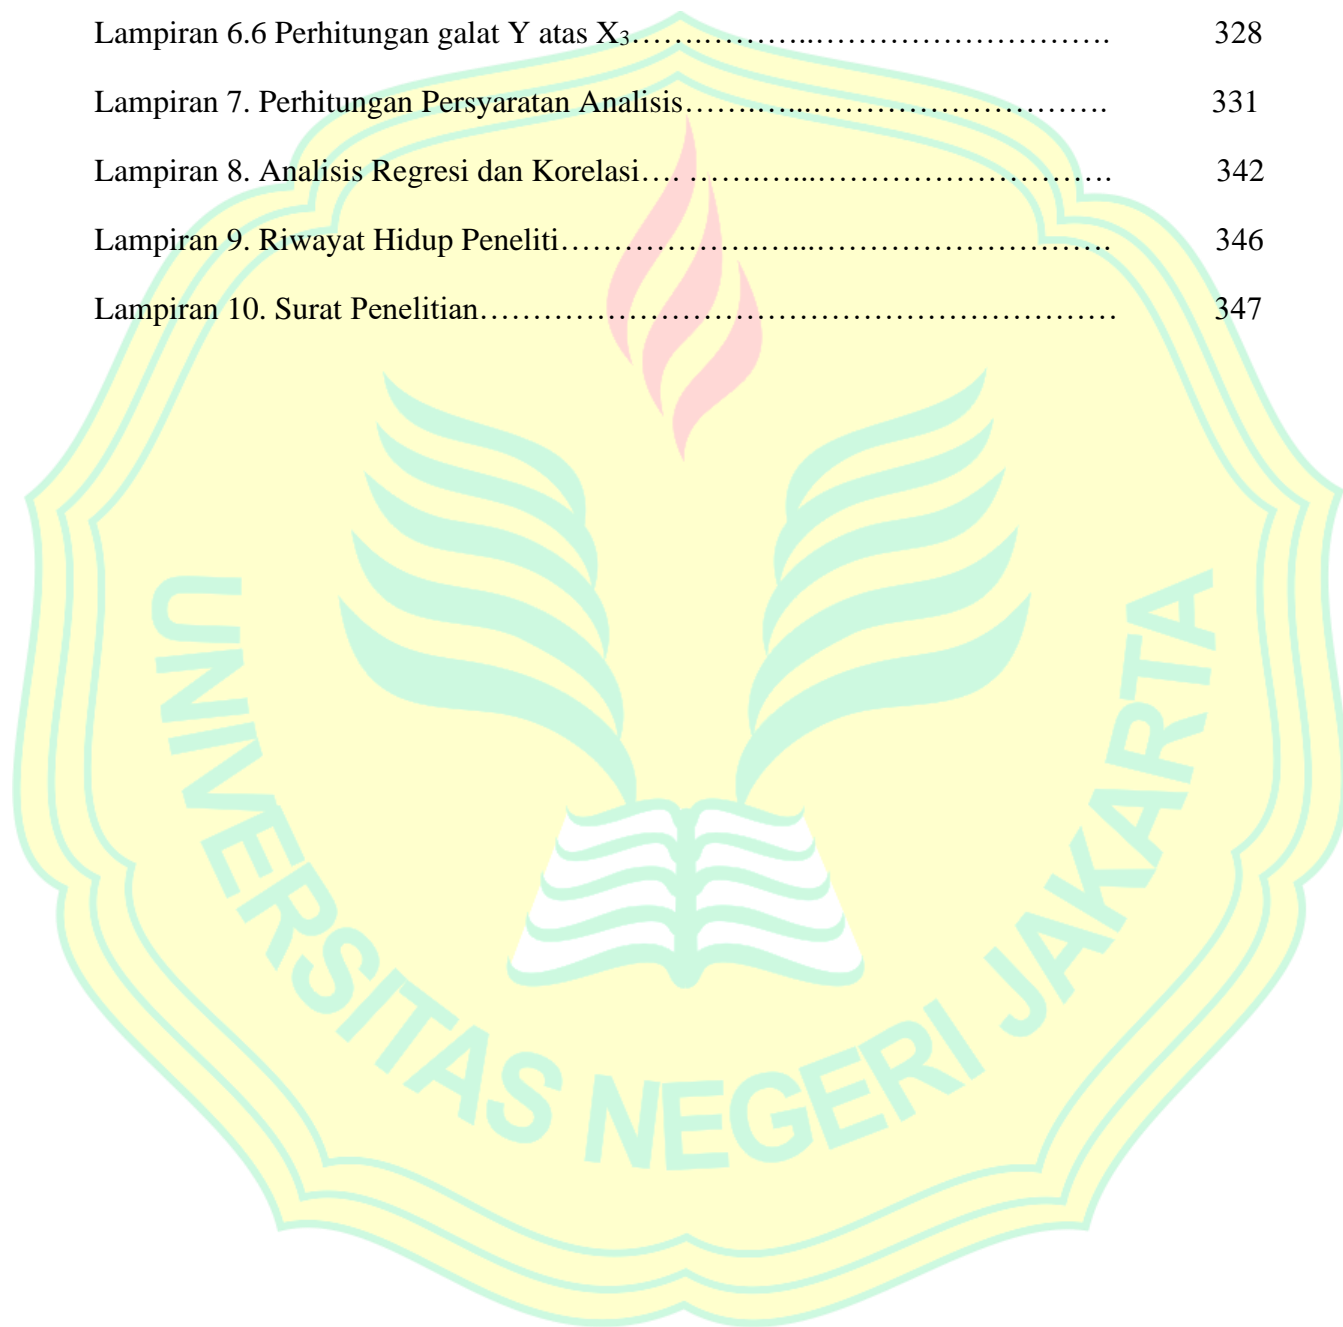 Lampiran 6.6 Perhitungan galat Y atas X₃…….………..………………………. 328
Lampiran 7. Perhitungan Persyaratan Analisis…….…...…….…………………. 331
Lampiran 8. Analisis Regresi dan Korelasi…. …….…...………………………. 342
Lampiran 9. Riwayat Hidup Peneliti……………….…...………………………. 346
Lampiran 10. Surat Penelitian…………………………………………………… 347
UNIVERSITAS NEGERI JAKARTA